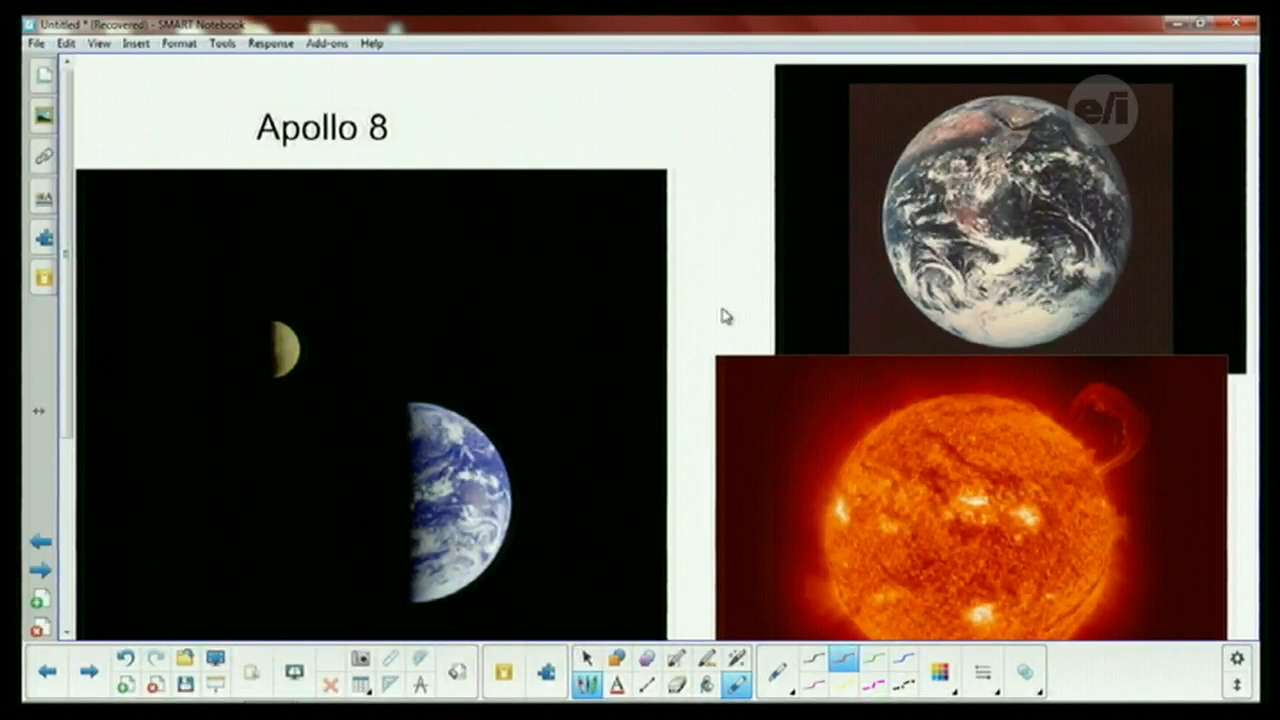 Untitled * (Recovered) - SMART Notebook
File Edit View Insert Format Tools Response Add-ons Help
Apollo 8
e/i